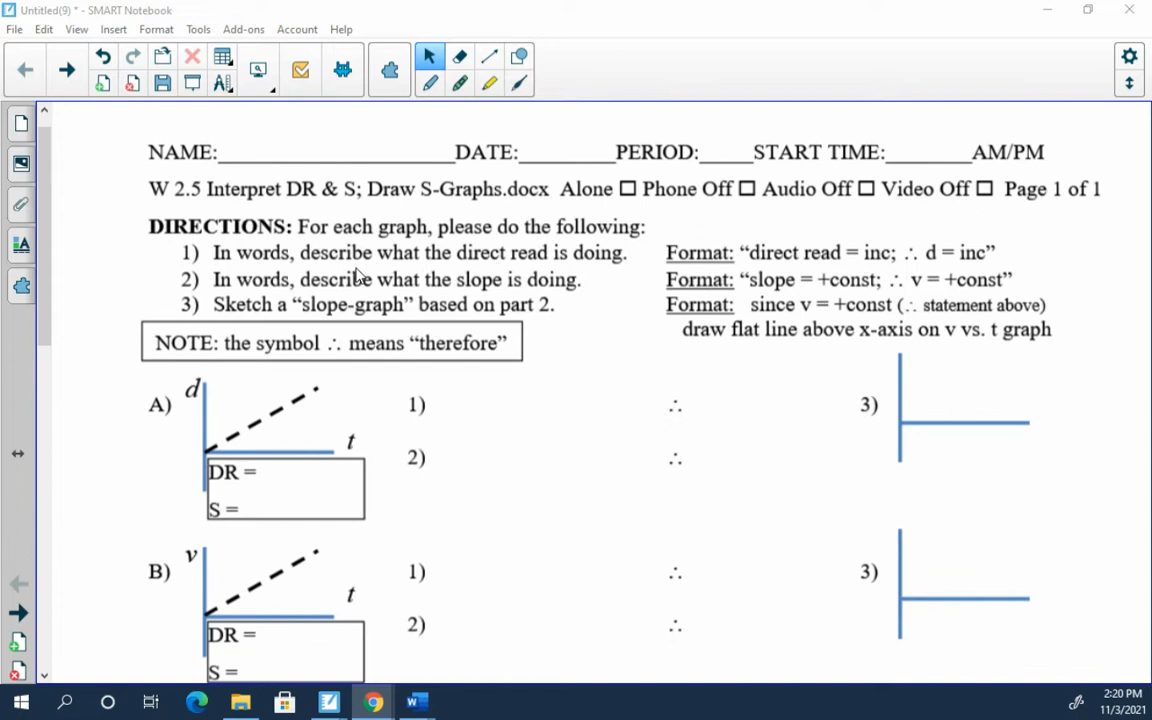 Untitled(9) * - SMART Notebook
File Edit View Insert Format Tools Add-ons Account Help
NAME:____________________________DATE:_________PERIOD:_____START TIME:________AM/PM
W 2.5 Interpret DR & S; Draw S-Graphs.docx Alone ☐ Phone Off ☐ Audio Off ☐ Video Off ☐ Page 1 of 1
DIRECTIONS: For each graph, please do the following:
1) In words, describe what the direct read is doing. Format: “direct read = inc; ∴ d = inc”
2) In words, describe what the slope is doing. Format: “slope = +const; ∴ v = +const”
3) Sketch a “slope-graph” based on part 2. Format: since v = +const (∴ statement above)
draw flat line above x-axis on v vs. t graph
NOTE: the symbol ∴ means “therefore”
A) d t 1) ∴ 3)
DR = 2) ∴
S =
B) v t 1) ∴ 3)
DR = 2) ∴
S =
2:20 PM
11/3/2021